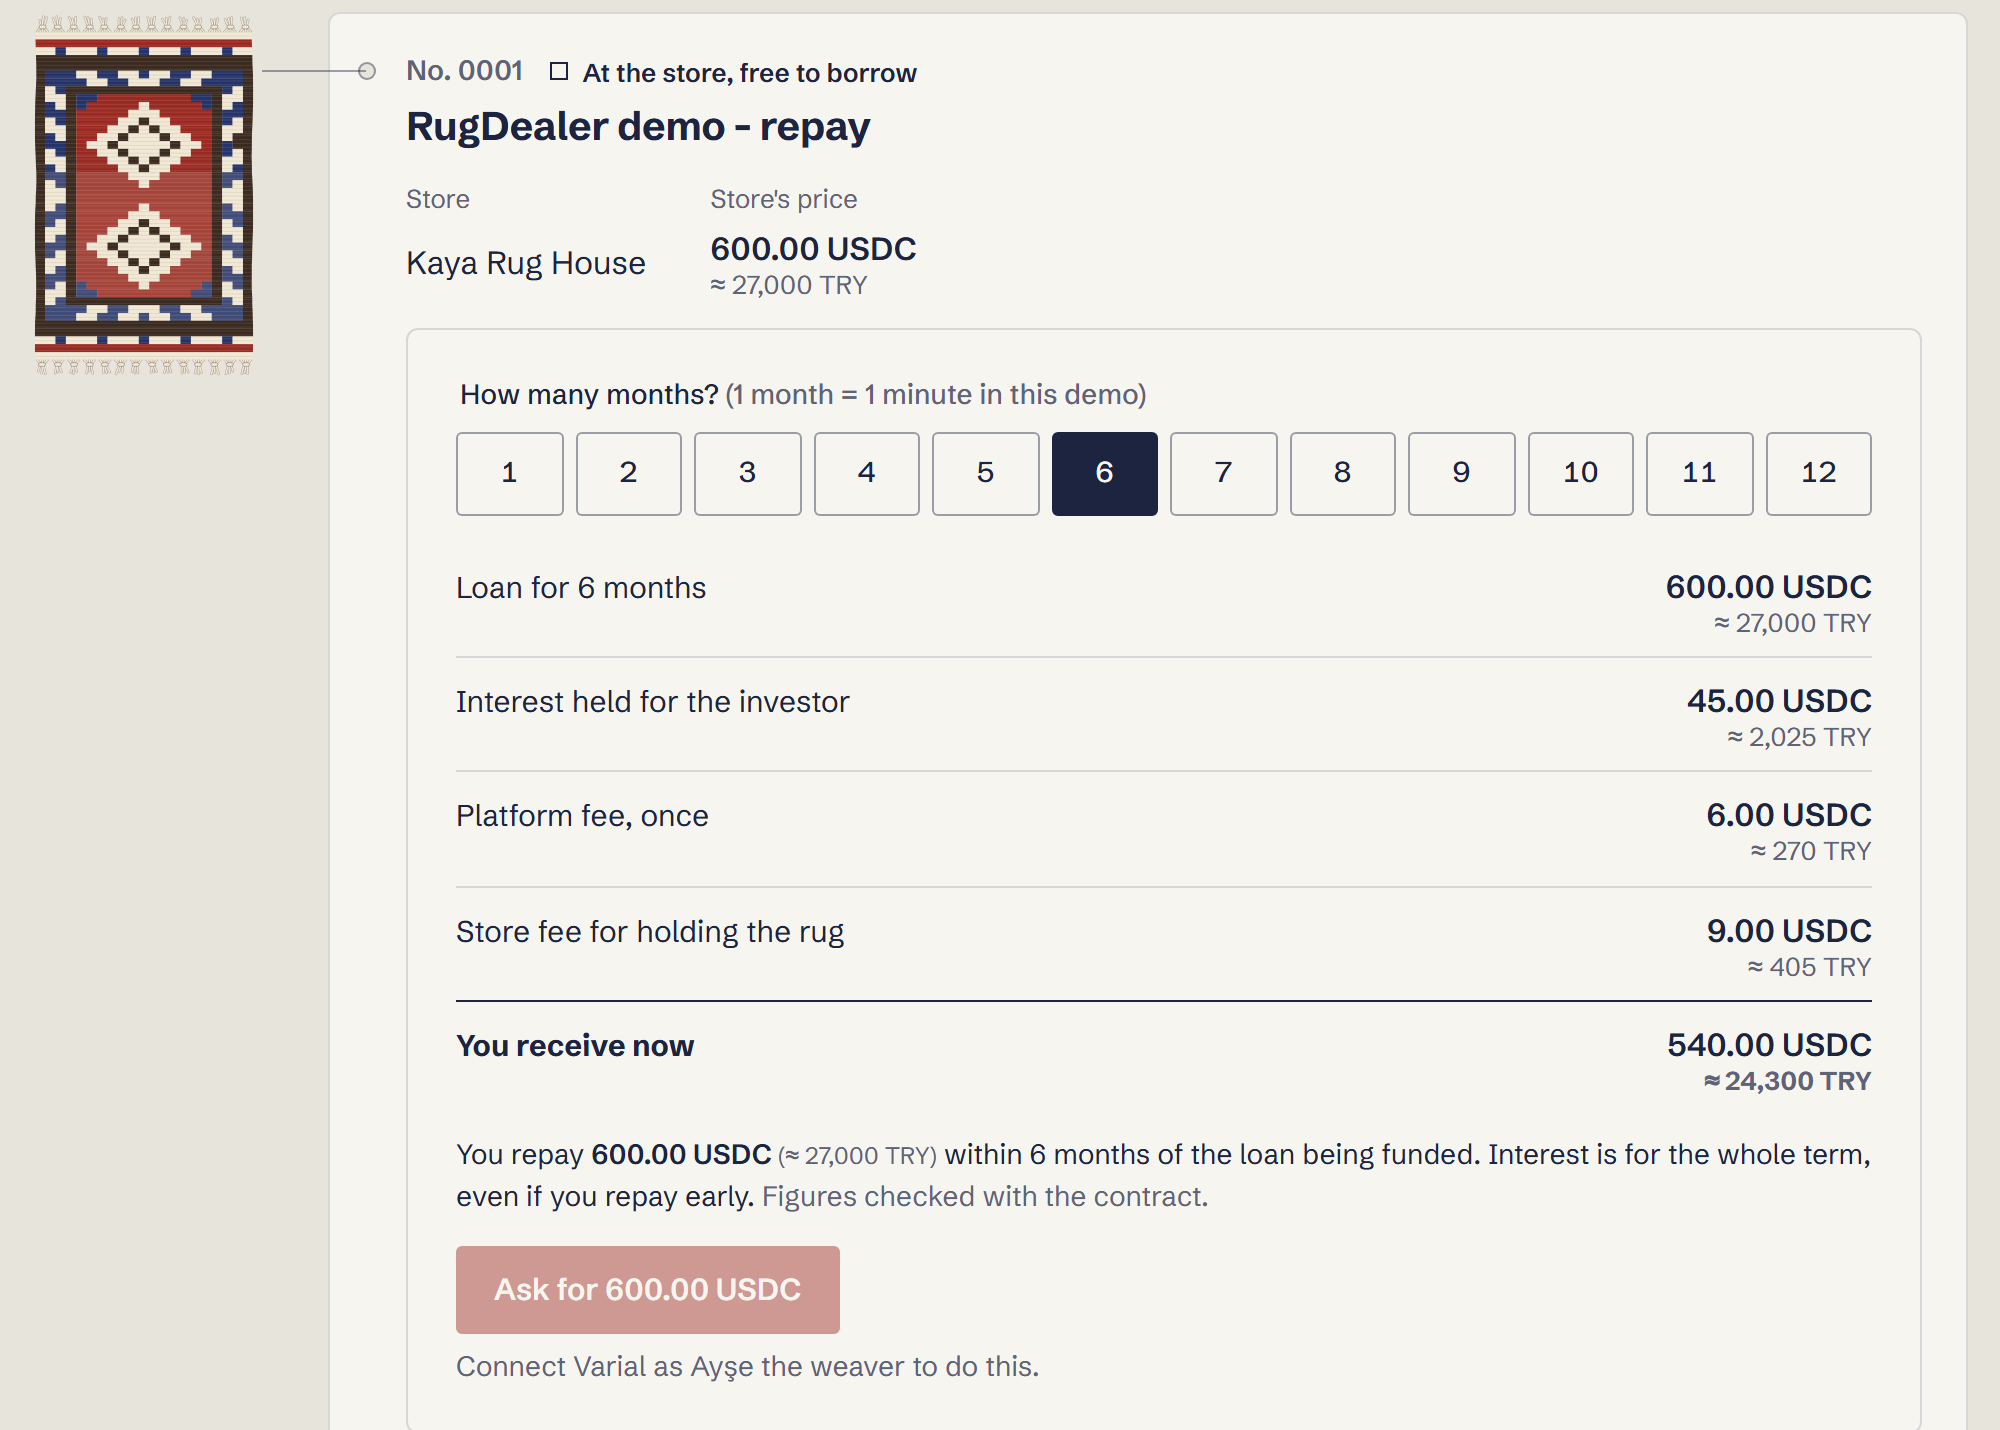 No. 0001 At the store, free to borrow
RugDealer demo - repay
Store Store's price
Kaya Rug House 600.00 USDC
≈ 27,000 TRY
How many months? (1 month = 1 minute in this demo)
1 2 3 4 5 6 7 8 9 10 11 12
Loan for 6 months 600.00 USDC
≈ 27,000 TRY
Interest held for the investor 45.00 USDC
≈ 2,025 TRY
Platform fee, once 6.00 USDC
≈ 270 TRY
Store fee for holding the rug 9.00 USDC
≈ 405 TRY
You receive now 540.00 USDC
≈ 24,300 TRY
You repay 600.00 USDC (≈ 27,000 TRY) within 6 months of the loan being funded. Interest is for the whole term,
even if you repay early. Figures checked with the contract.
Ask for 600.00 USDC
Connect Varial as Ayşe the weaver to do this.